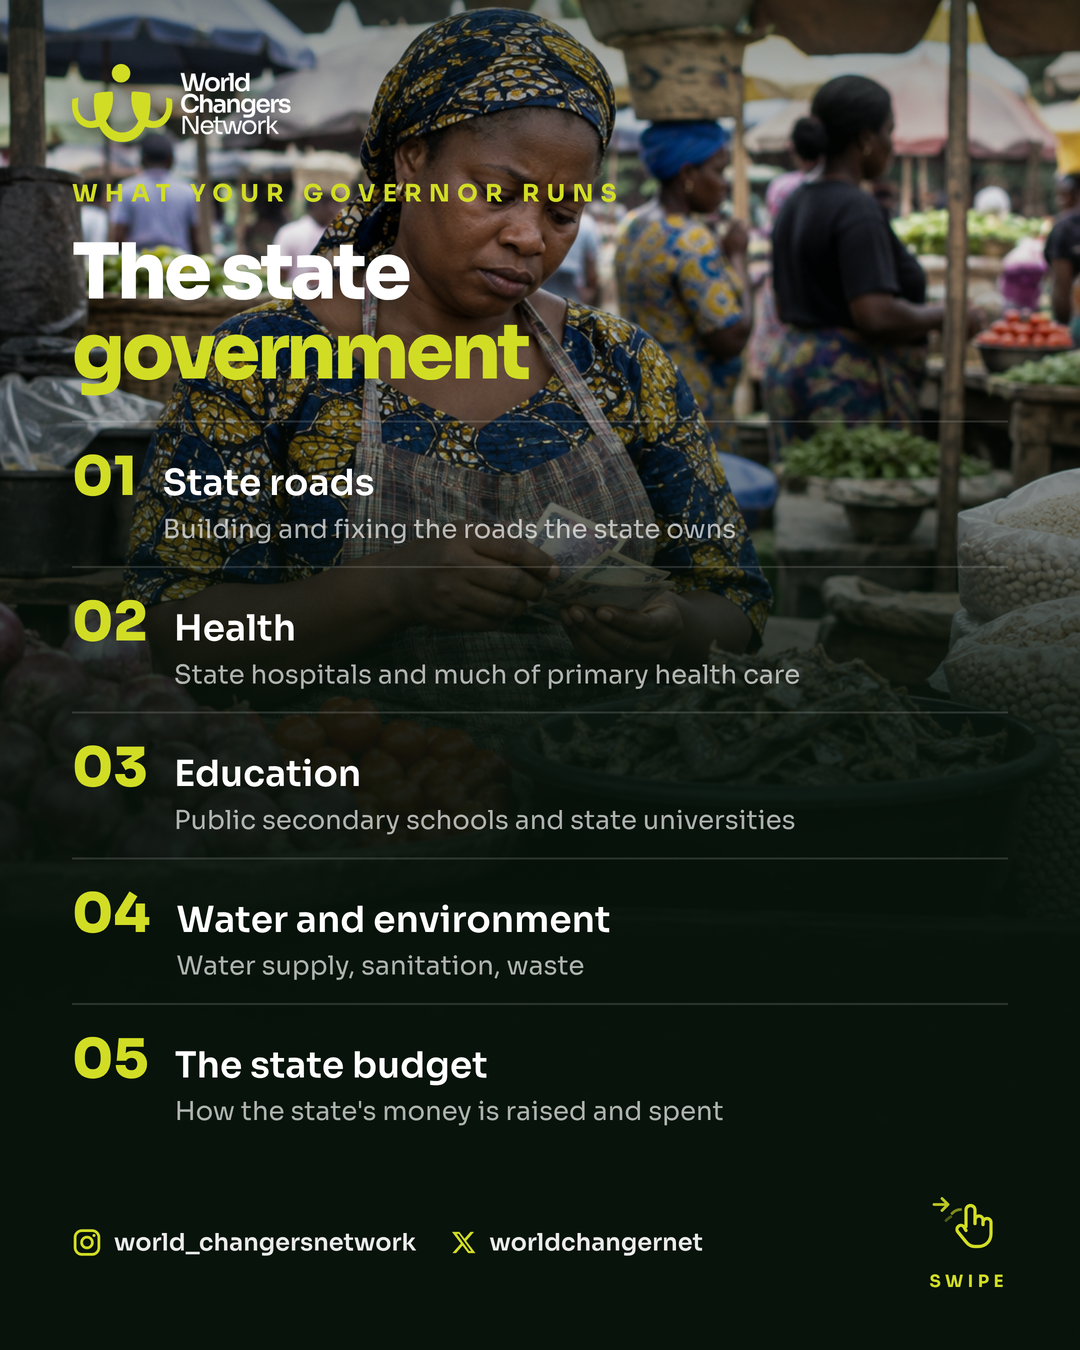 World
Changers
Network
WHAT YOUR GOVERNOR RUNS
The state
government
01 State roads
Building and fixing the roads the state owns
02 Health
State hospitals and much of primary health care
03 Education
Public secondary schools and state universities
04 Water and environment
Water supply, sanitation, waste
05 The state budget
How the state's money is raised and spent
world_changersnetwork worldchangernet
SWIPE